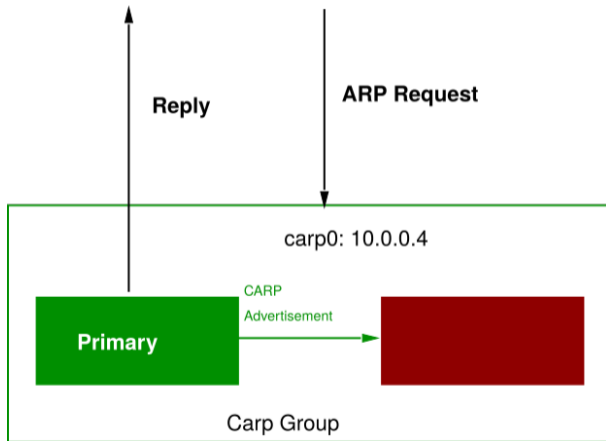 Reply
ARP Request
carp0: 10.0.0.4
CARP
Advertisement
Primary
Carp Group